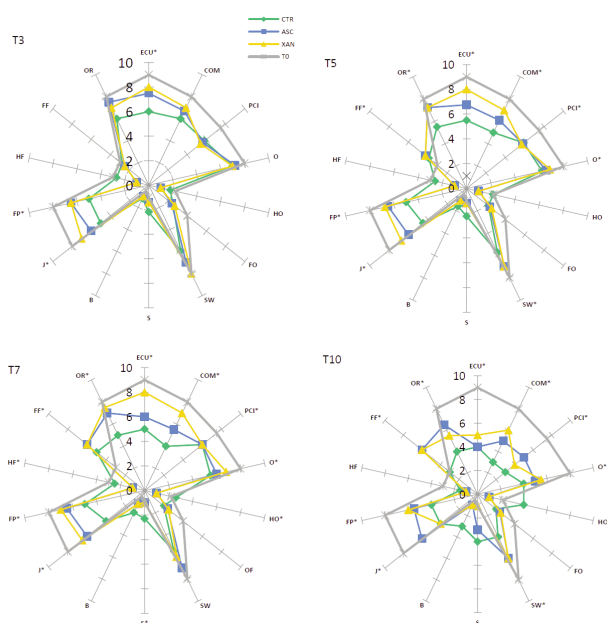 CTR
ASC
XAN
T0
T3
ECU*
COM
PCI
O
HO
FO
SW
S
B
J*
FP*
HF
FF
OR
10
8
6
4
2
0
T5
ECU*
COM*
PCI*
O*
HO
FO
SW*
S
B
J*
FP*
HF
FF*
OR*
10
8
6
4
2
0
T7
ECU*
COM*
PCI*
O*
HO*
OF
SW
S*
B
J*
FP*
HF*
FF*
OR*
10
8
6
4
2
0
T10
ECU*
COM*
PCI*
O*
HO
FO
SW*
B
J*
FP*
HF
FF*
OR*
10
8
6
4
2
0